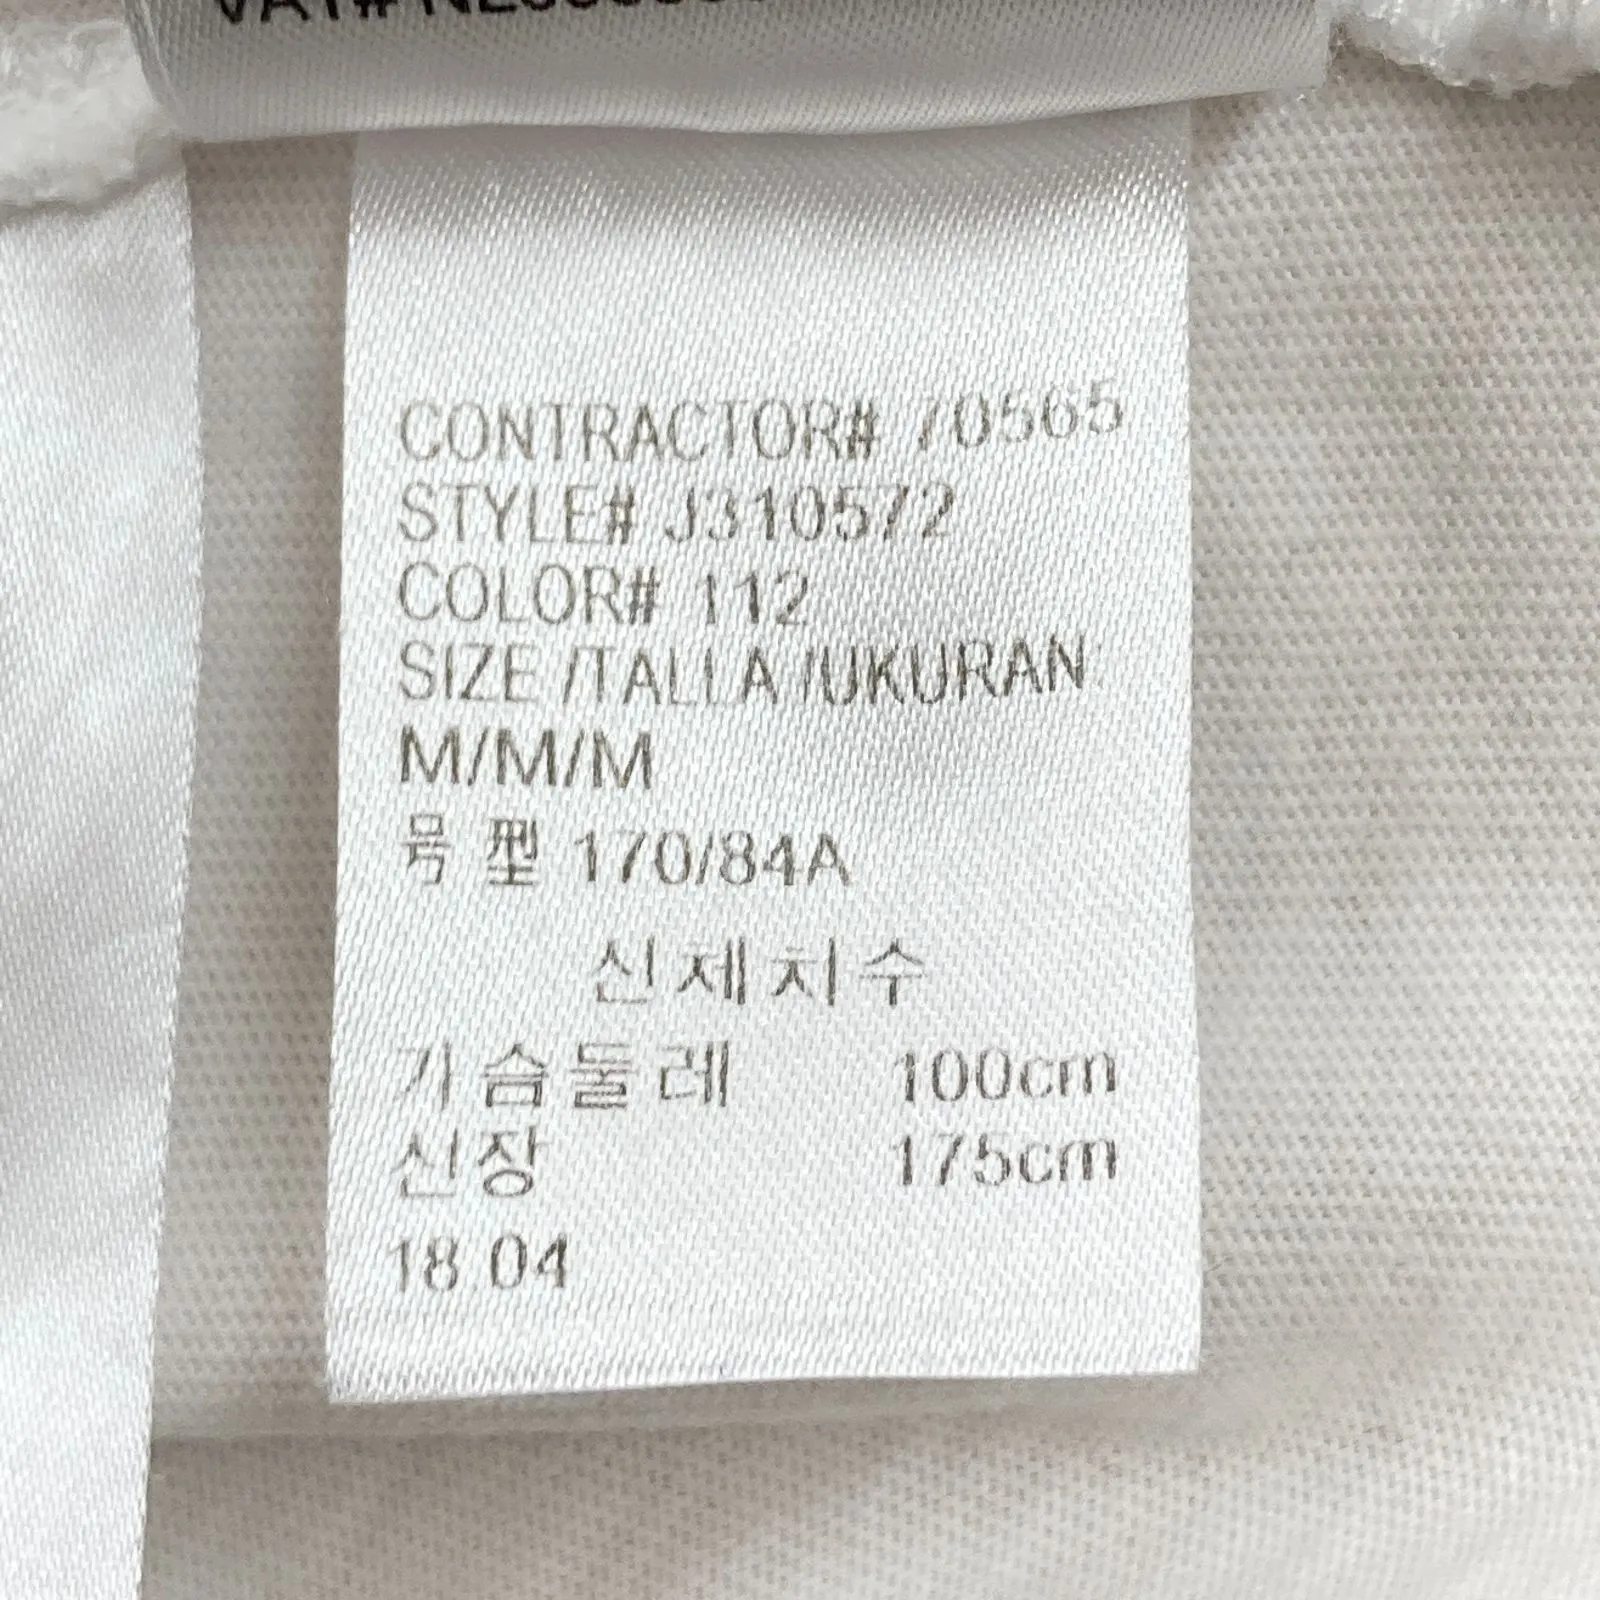 CONTRACTOR# 70565
STYLE# J310572
COLOR# 112
SIZE /TALLA /UKURAN
M/M/M
号 型 170/84A
신제치수
가슴둘레 100cm
신장 175cm
18.04